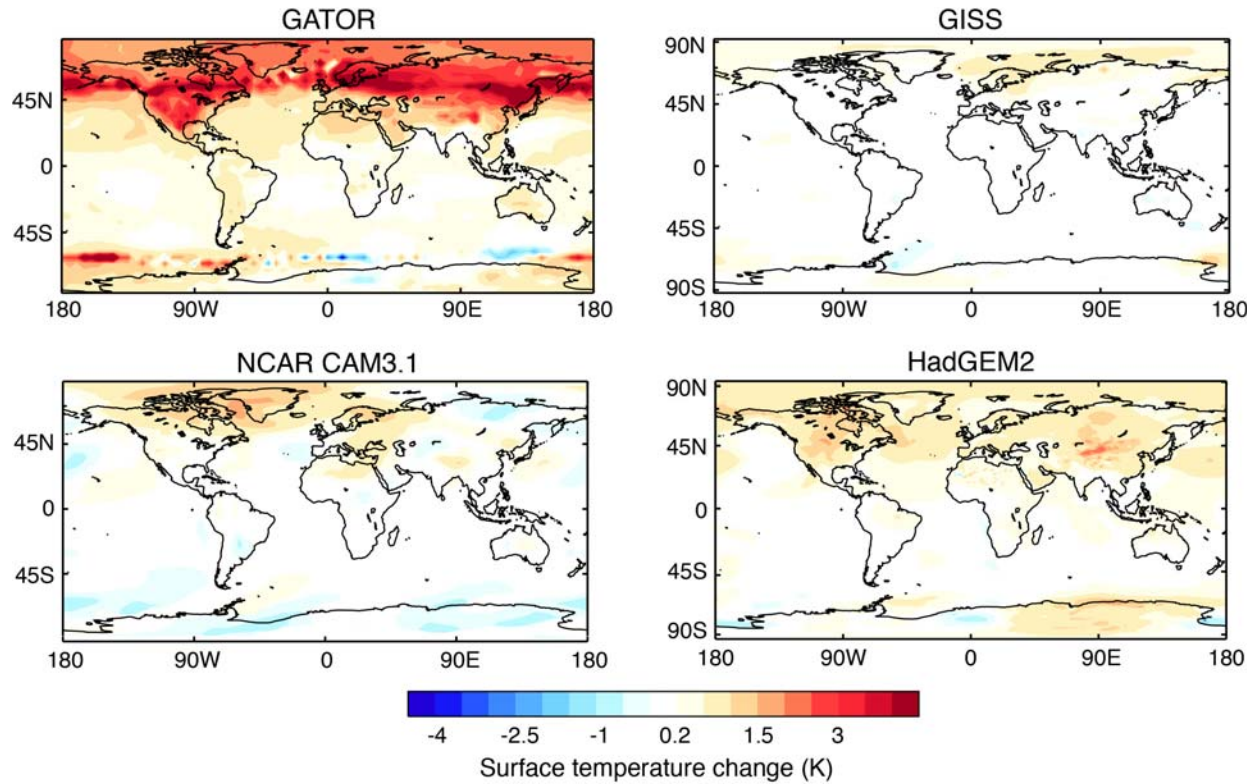 GATOR
GISS
45N
0
45S
180 90W 0 90E 180
90N
45N
0
45S
90S
180 90W 0 90E 180
NCAR CAM3.1
HadGEM2
45N
0
45S
180 90W 0 90E 180
90N
45N
0
45S
90S
180 90W 0 90E 180
-4 -2.5 -1 0.2 1.5 3
Surface temperature change (K)